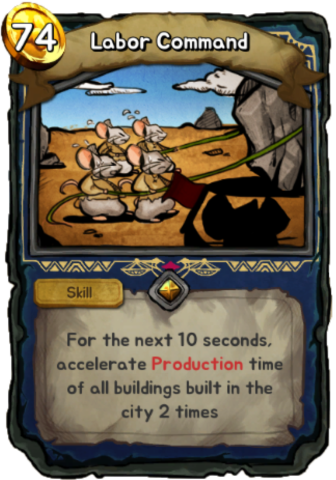 74
Labor Command
Skill
For the next 10 seconds,
accelerate Production time
of all buildings built in the
city 2 times